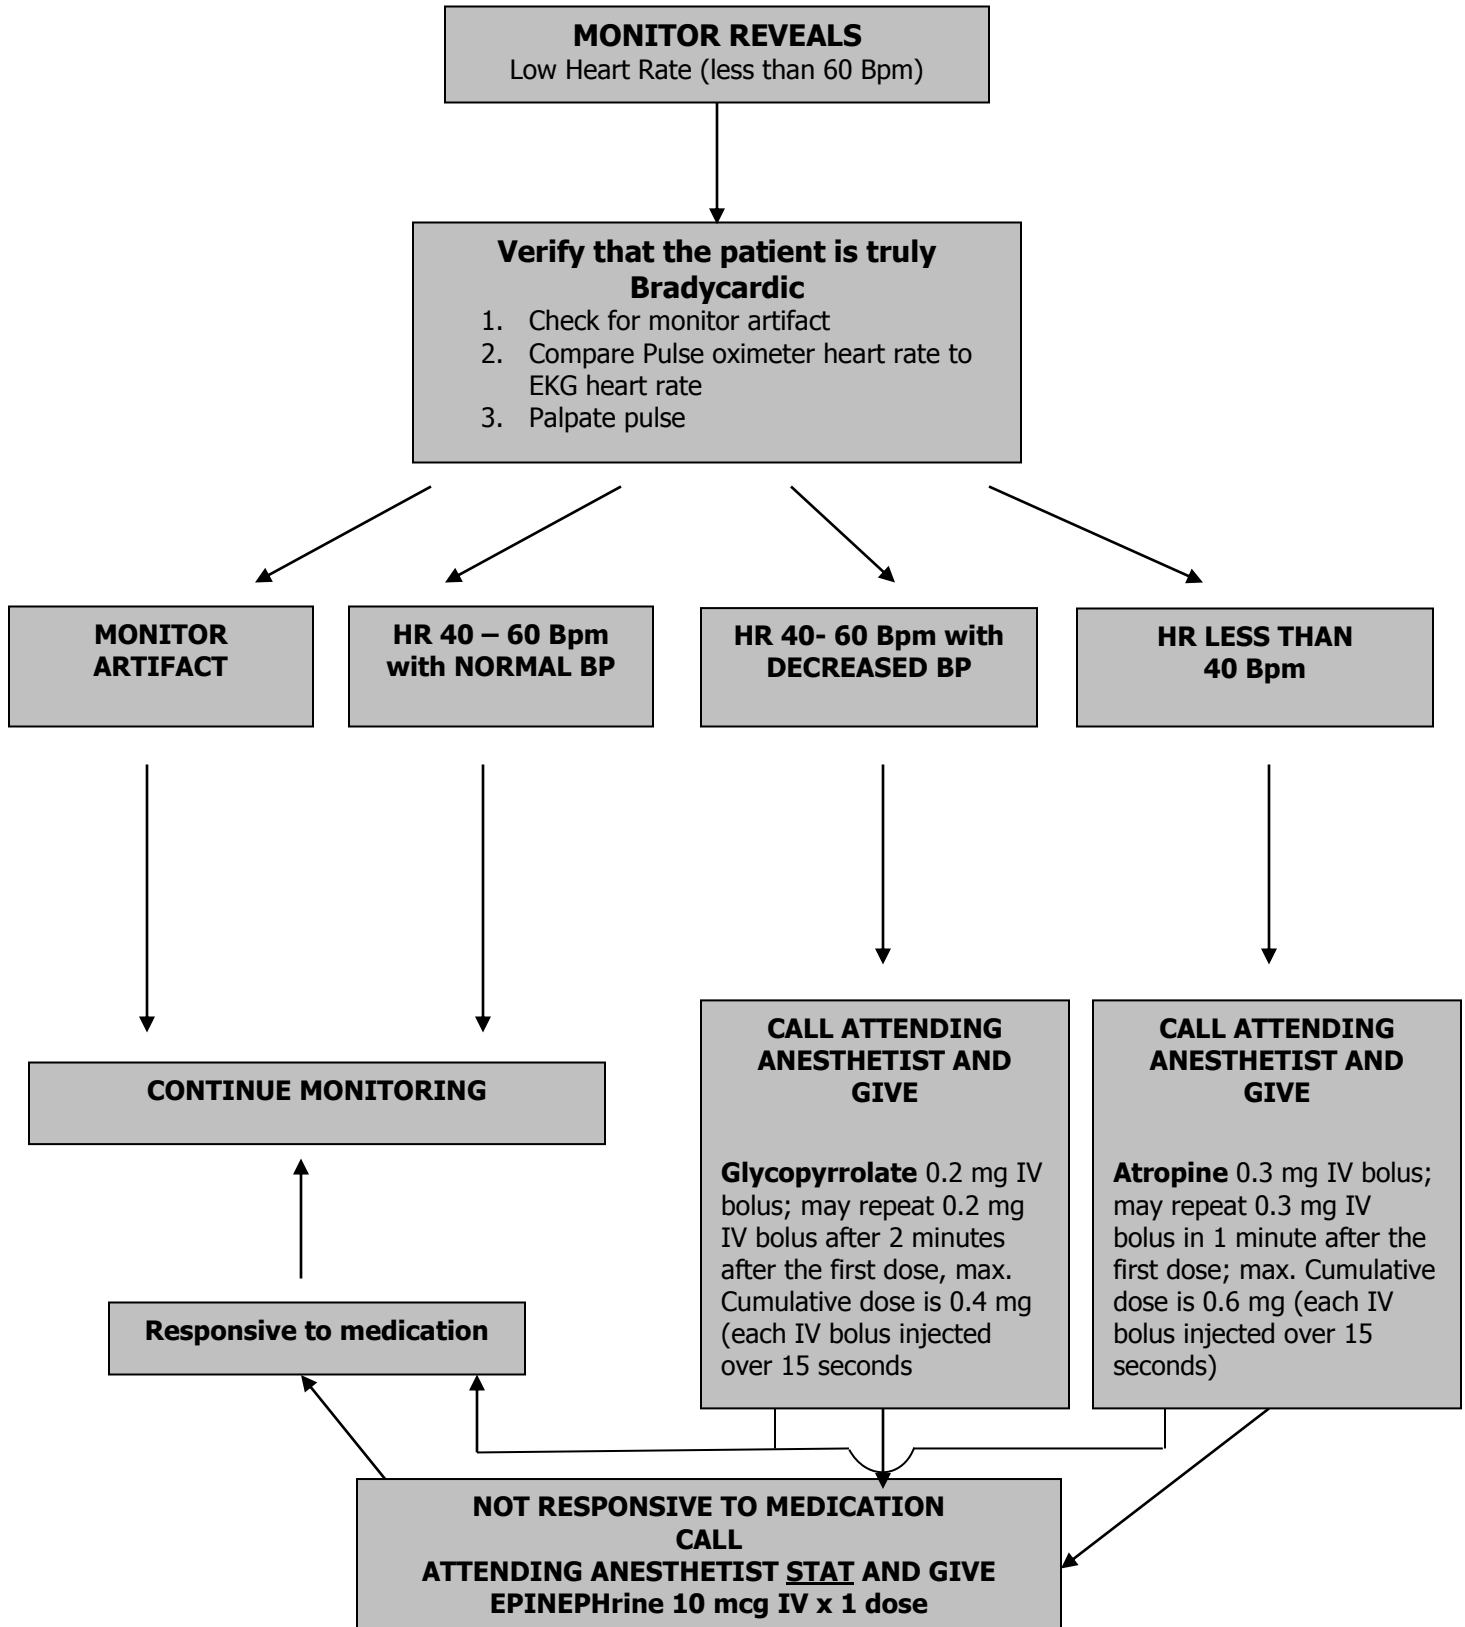 MONITOR REVEALS
Low Heart Rate (less than 60 Bpm)
Verify that the patient is truly
Bradycardic
1. Check for monitor artifact
2. Compare Pulse oximeter heart rate to
EKG heart rate
3. Palpate pulse
MONITOR
ARTIFACT
HR 40 – 60 Bpm
with NORMAL BP
HR 40- 60 Bpm with
DECREASED BP
HR LESS THAN
40 Bpm
CONTINUE MONITORING
CALL ATTENDING
ANESTHETIST AND
GIVE
Glycopyrrolate 0.2 mg IV
bolus; may repeat 0.2 mg
IV bolus after 2 minutes
after the first dose, max.
Cumulative dose is 0.4 mg
(each IV bolus injected
over 15 seconds
CALL ATTENDING
ANESTHETIST AND
GIVE
Atropine 0.3 mg IV bolus;
may repeat 0.3 mg IV
bolus in 1 minute after the
first dose; max. Cumulative
dose is 0.6 mg (each IV
bolus injected over 15
seconds)
Responsive to medication
NOT RESPONSIVE TO MEDICATION
CALL
ATTENDING ANESTHETIST STAT AND GIVE
EPINEPHrine 10 mcg IV x 1 dose